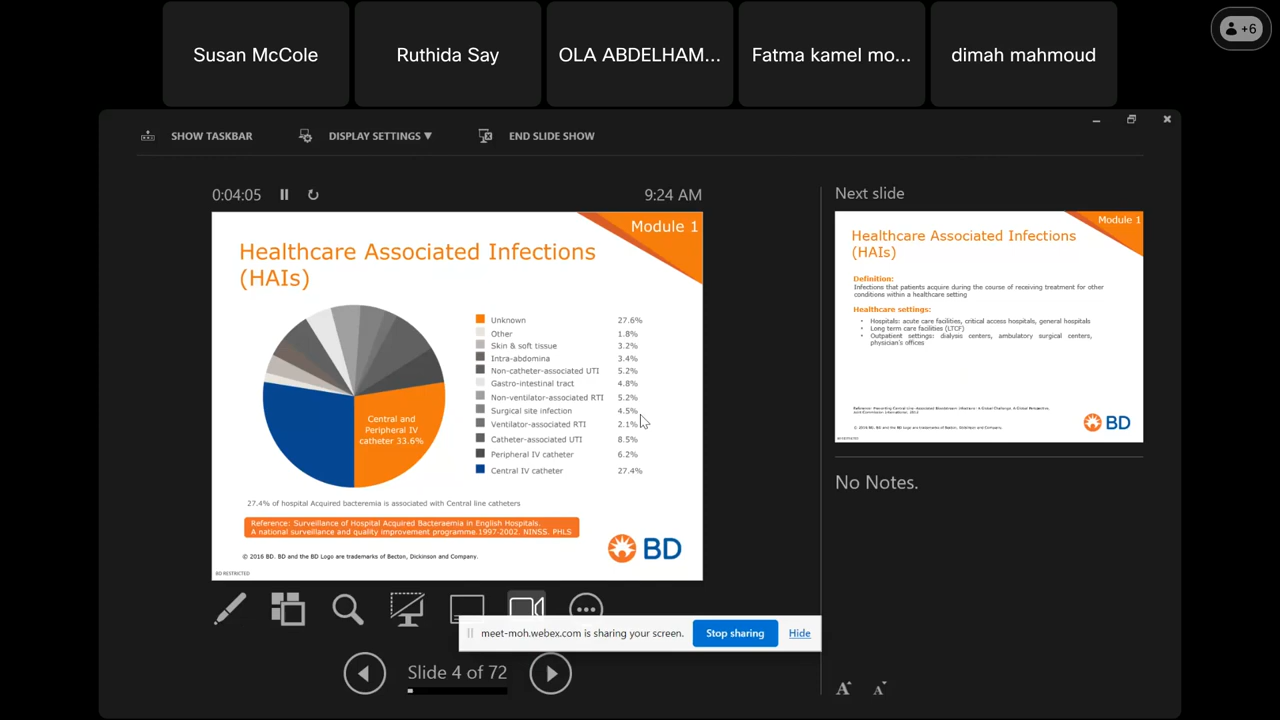 Susan McCole
Ruthida Say
OLA ABDELHAM...
Fatma kamel mo...
dimah mahmoud
+6
SHOW TASKBAR
DISPLAY SETTINGS ▼
END SLIDE SHOW
0:04:05
9:24 AM
Module 1
Healthcare Associated Infections
(HAIs)
Central and
Peripheral IV
catheter 33.6%
Unknown 27.6%
Other 1.8%
Skin & soft tissue 3.2%
Intra-abdomina 3.4%
Non-catheter-associated UTI 5.2%
Gastro-intestinal tract 4.8%
Non-ventilator-associated RTI 5.2%
Surgical site infection 4.5%
Ventilator-associated RTI 2.1%
Catheter-associated UTI 8.5%
Peripheral IV catheter 6.2%
Central IV catheter 27.4%
27.4% of hospital Acquired bacteremia is associated with Central line catheters
Reference: Surveillance of Hospital Acquired Bacteraemia in English Hospitals.
A national surveillance and quality improvement programme.1997-2002. NINSS. PHLS
BD
© 2016 BD. BD and the BD Logo are trademarks of Becton, Dickinson and Company.
BD RESTRICTED
Next slide
Module 1
Healthcare Associated Infections
(HAIs)
Definition:
Infections that patients acquire during the course of receiving treatment for other
conditions within a healthcare setting
Healthcare settings:
• Hospitals: acute care facilities, critical access hospitals, general hospitals
• Long term care facilities (LTCF)
• Outpatient settings: dialysis centers, ambulatory surgical centers,
physician's offices
BD
No Notes.
meet-moh.webex.com is sharing your screen.
Stop sharing
Hide
Slide 4 of 72
A
A